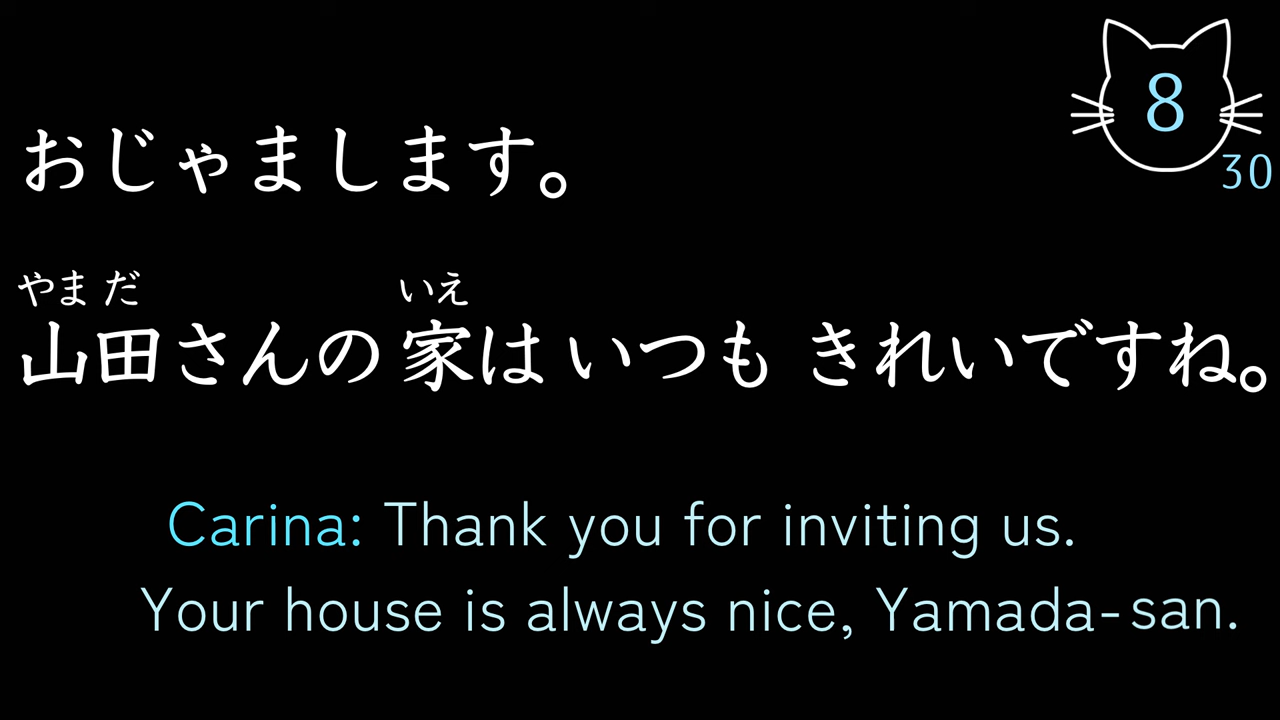 8
30
おじゃまします。
やま だ いえ
山田さんの 家は いつも きれいですね。
Carina: Thank you for inviting us.
Your house is always nice, Yamada-san.